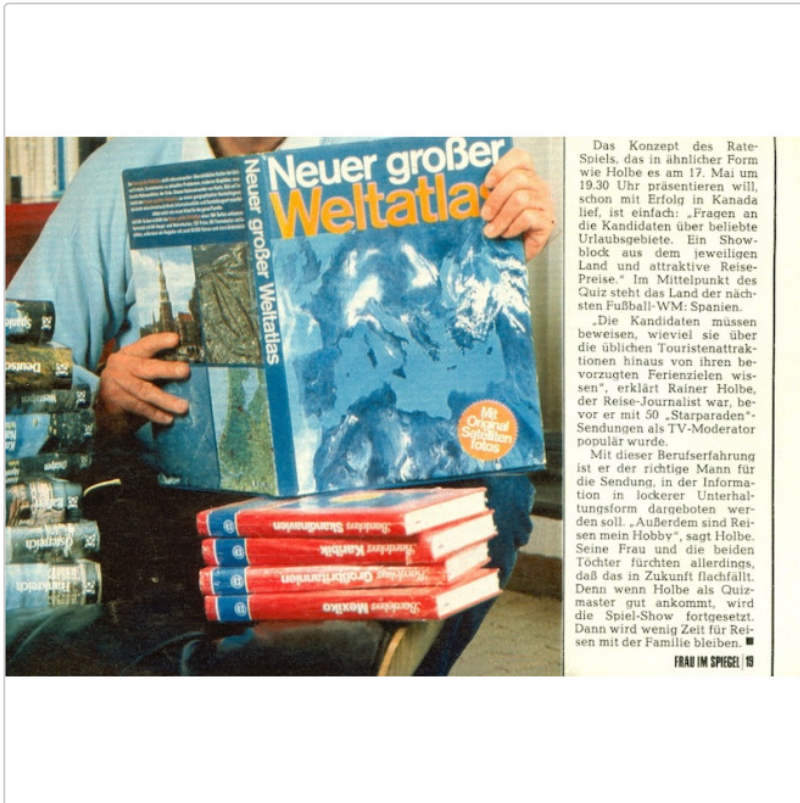 Neuer großer
Weltatlas
Neuer großer Weltatlas
Mit
Original
Satelliten
fotos
Skandinavien
Karibik
Großbritannien
Mexiko
Spanien
Italien
Österreich
Frankreich
Das Konzept des Rate-
Spiels, das in ähnlicher Form
wie Holbe es am 17. Mai um
19.30 Uhr präsentieren will,
schon mit Erfolg in Kanada
lief, ist einfach: „Fragen an
die Kandidaten über beliebte
Urlaubsgebiete. Ein Show-
block aus dem jeweiligen
Land und attraktive Reise-
Preise.“ Im Mittelpunkt des
Quiz steht das Land der näch-
sten Fußball-WM: Spanien.
„Die Kandidaten müssen
beweisen, wieviel sie über
die üblichen Touristenattrak-
tionen hinaus von ihren be-
vorzugten Ferienzielen wis-
sen“, erklärt Rainer Holbe,
der Reise-Journalist war, be-
vor er mit 50 „Starparaden“-
Sendungen als TV-Moderator
populär wurde.
Mit dieser Berufserfahrung
ist er der richtige Mann für
die Sendung, in der Informa-
tion in lockerer Unterhal-
tungsform dargeboten wer-
den soll. „Außerdem sind Rei-
sen mein Hobby“, sagt Holbe.
Seine Frau und die beiden
Töchter fürchten allerdings,
daß das in Zukunft flachfällt.
Denn wenn Holbe als Quiz-
master gut ankommt, wird
die Spiel-Show fortgesetzt.
Dann wird wenig Zeit für Rei-
sen mit der Familie bleiben.
FRAU IM SPIEGEL 19